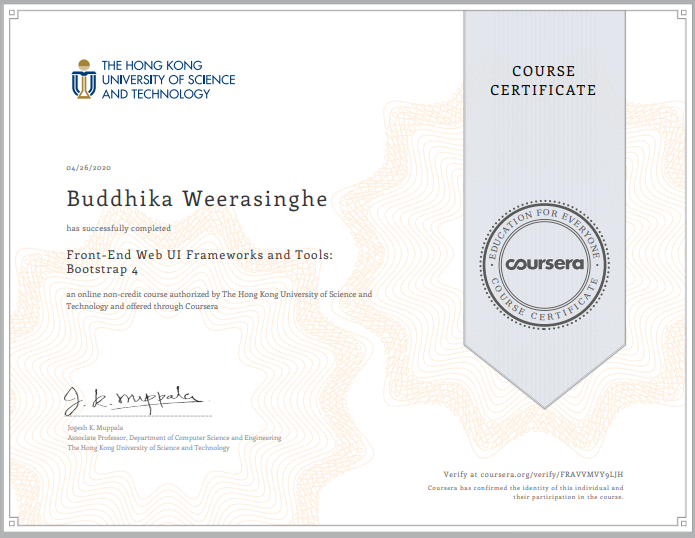 THE HONG KONG
UNIVERSITY OF SCIENCE
AND TECHNOLOGY
COURSE
CERTIFICATE
04/26/2020
Buddhika Weerasinghe
has successfully completed
Front-End Web UI Frameworks and Tools:
Bootstrap 4
an online non-credit course authorized by The Hong Kong University of Science and
Technology and offered through Coursera
EDUCATION FOR EVERYONE
coursera
COURSE CERTIFICATE
J. K. Muppala
Jogesh K. Muppala
Associate Professor, Department of Computer Science and Engineering
The Hong Kong University of Science and Technology
Verify at coursera.org/verify/FRAVVMVY9LJH
Coursera has confirmed the identity of this individual and
their participation in the course.